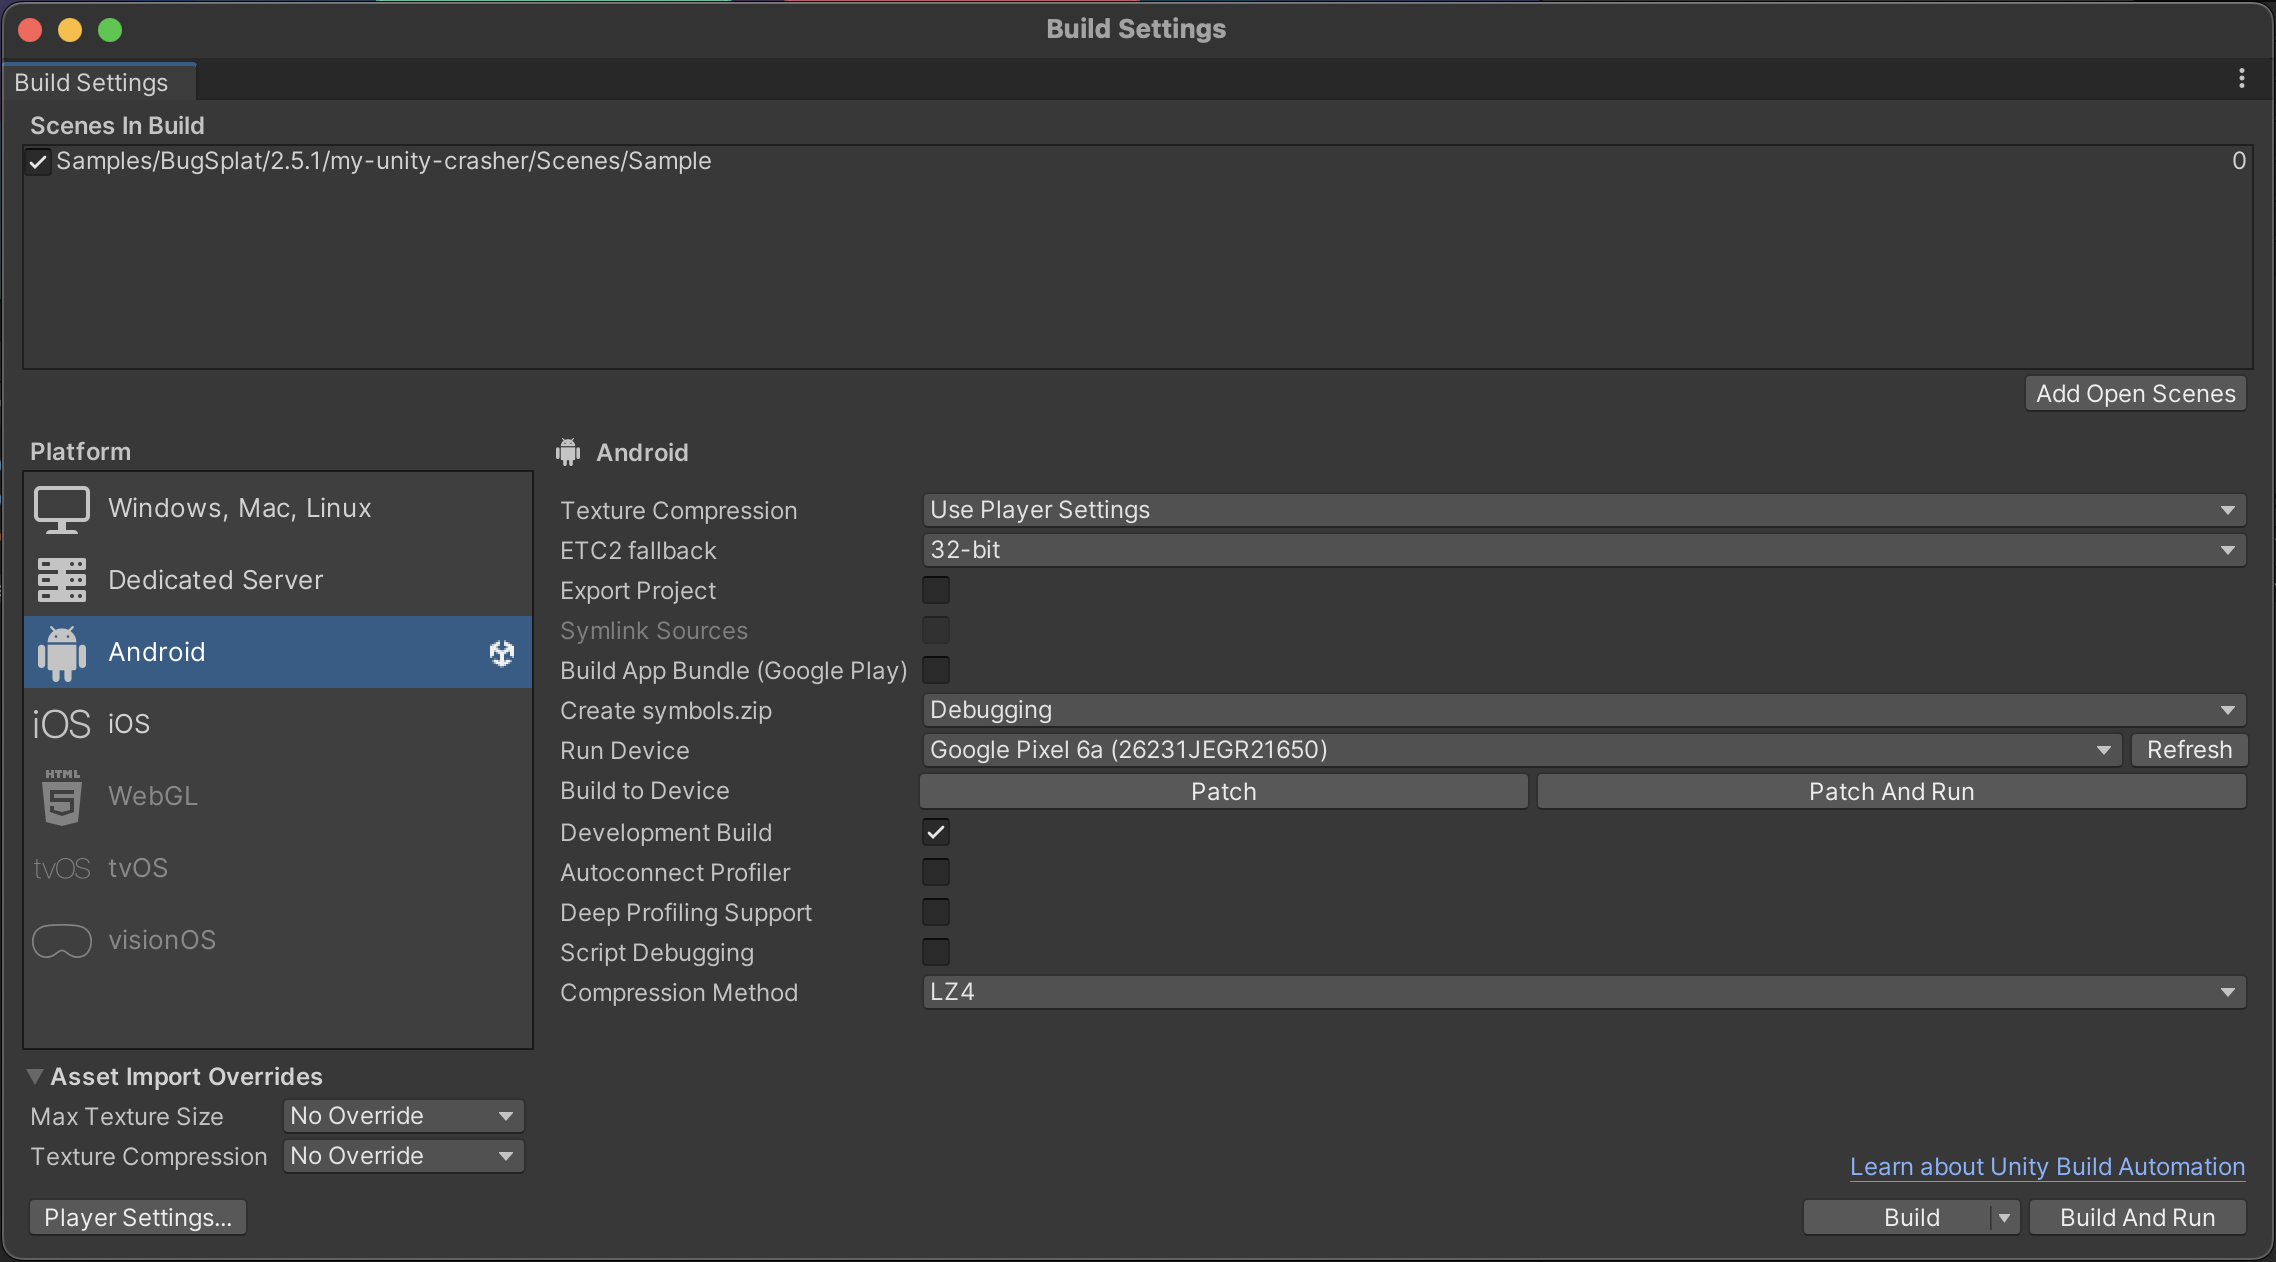 Build Settings
Build Settings
Scenes In Build
Samples/BugSplat/2.5.1/my-unity-crasher/Scenes/Sample 0
Add Open Scenes
Platform
Windows, Mac, Linux
Dedicated Server
Android
iOS iOS
HTML 5 WebGL
tvOS tvOS
visionOS
Android
Texture Compression Use Player Settings
ETC2 fallback 32-bit
Export Project
Symlink Sources
Build App Bundle (Google Play)
Create symbols.zip Debugging
Run Device Google Pixel 6a (26231JEGR21650) Refresh
Build to Device Patch Patch And Run
Development Build
Autoconnect Profiler
Deep Profiling Support
Script Debugging
Compression Method LZ4
Asset Import Overrides
Max Texture Size No Override
Texture Compression No Override
Learn about Unity Build Automation
Player Settings... Build Build And Run